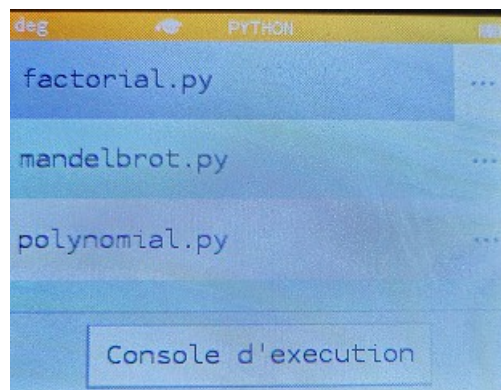 deg PYTHON
factorial.py ...
mandelbrot.py ...
polynomial.py ...
Console d'execution